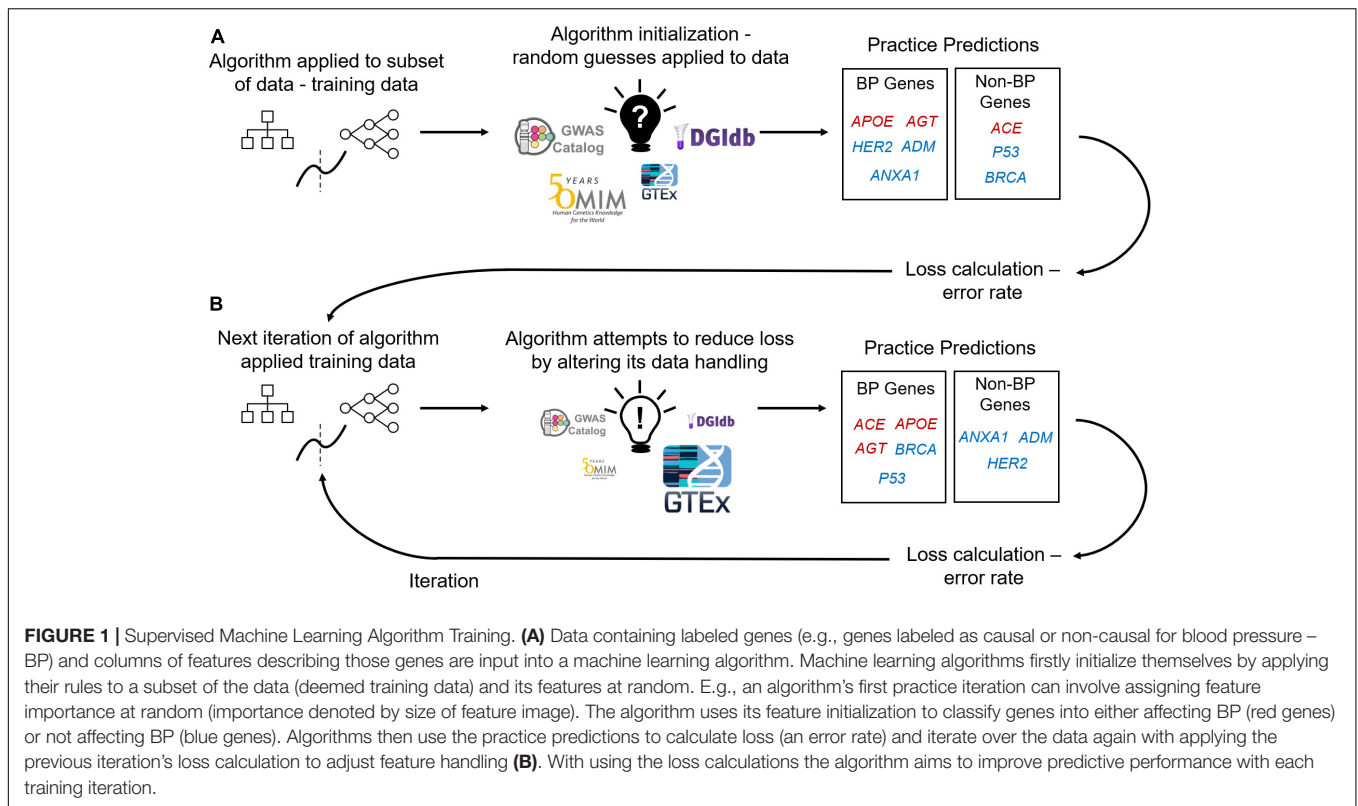 A
Algorithm applied to subset
of data - training data
Algorithm initialization -
random guesses applied to data
?
GWAS
Catalog
DGIdb
50 YEARS
OMIM
Human Genetics Knowledge
for the World
GTEx
Practice Predictions
BP Genes
APOE AGT
HER2 ADM
ANXA1
Non-BP
Genes
ACE
P53
BRCA
Loss calculation –
error rate
B
Next iteration of algorithm
applied training data
Algorithm attempts to reduce loss
by altering its data handling
!
GWAS
Catalog
DGIdb
50 YEARS
OMIM
GTEx
Practice Predictions
BP Genes
ACE APOE
AGT BRCA
P53
Non-BP
Genes
ANXA1 ADM
HER2
Loss calculation –
error rate
Iteration
FIGURE 1 | Supervised Machine Learning Algorithm Training. (A) Data containing labeled genes (e.g., genes labeled as causal or non-causal for blood pressure –
BP) and columns of features describing those genes are input into a machine learning algorithm. Machine learning algorithms firstly initialize themselves by applying
their rules to a subset of the data (deemed training data) and its features at random. E.g., an algorithm's first practice iteration can involve assigning feature
importance at random (importance denoted by size of feature image). The algorithm uses its feature initialization to classify genes into either affecting BP (red genes)
or not affecting BP (blue genes). Algorithms then use the practice predictions to calculate loss (an error rate) and iterate over the data again with applying the
previous iteration's loss calculation to adjust feature handling (B). With using the loss calculations the algorithm aims to improve predictive performance with each
training iteration.